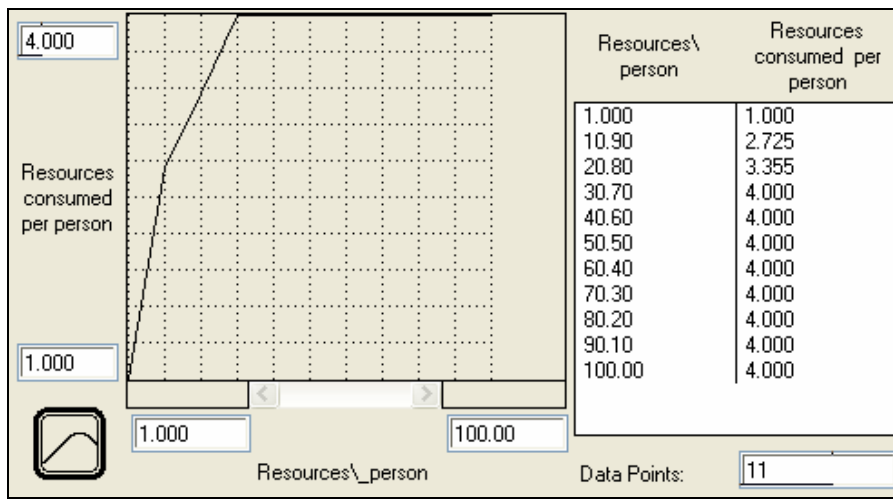 4.000
Resources
consumed
per person
1.000
1.000
100.00
Resources\_person
Resources\
person
Resources
consumed per
person
1.000 1.000
10.90 2.725
20.80 3.355
30.70 4.000
40.60 4.000
50.50 4.000
60.40 4.000
70.30 4.000
80.20 4.000
90.10 4.000
100.00 4.000
Data Points:
11